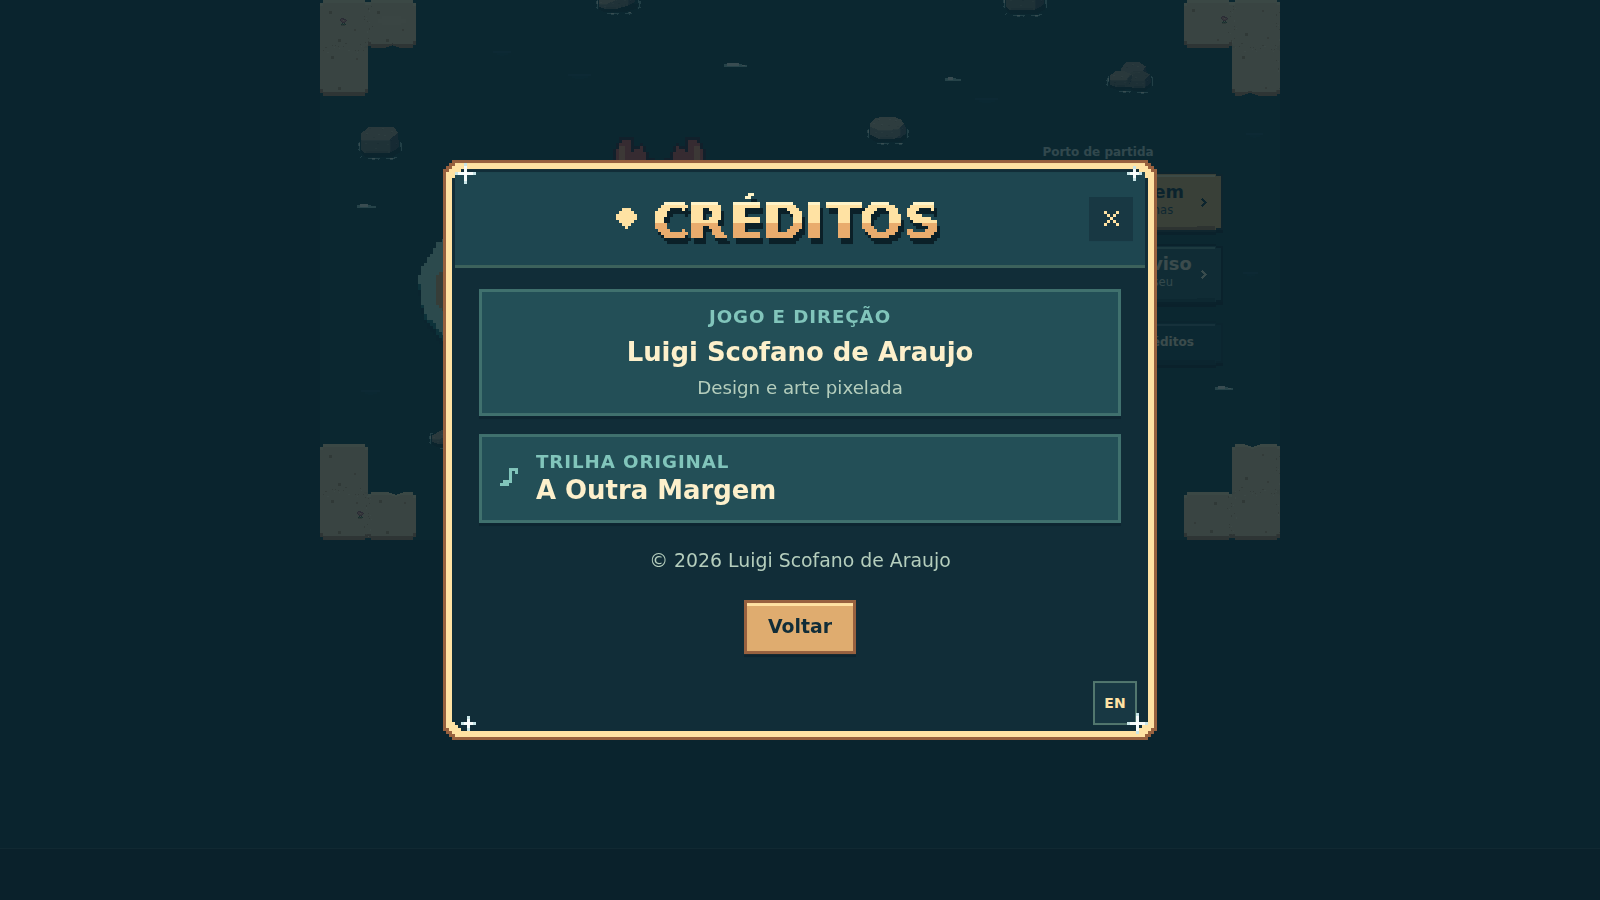 Porto de partida
CRÉDITOS
JOGO E DIREÇÃO
Luigi Scofano de Araujo
Design e arte pixelada
TRILHA ORIGINAL
A Outra Margem
© 2026 Luigi Scofano de Araujo
Voltar
EN